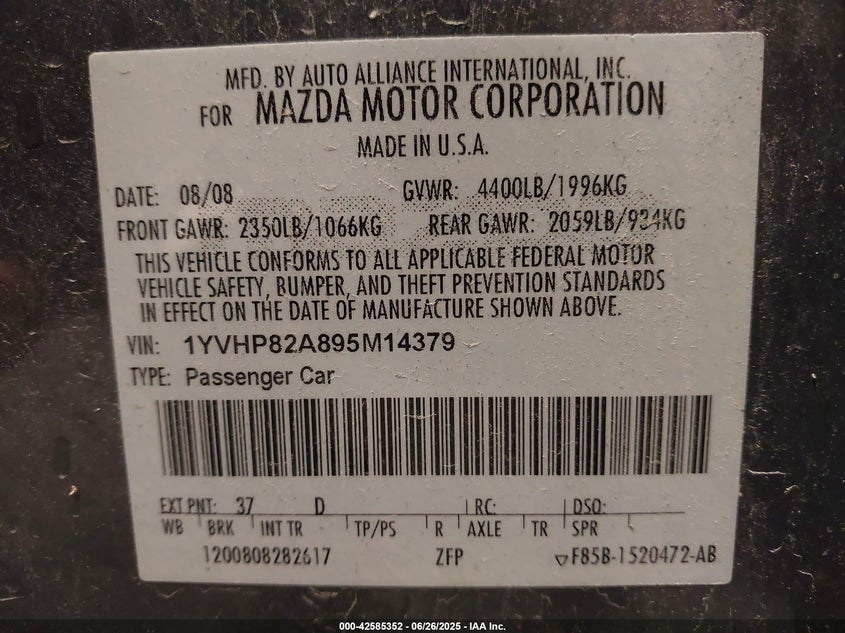 MFD. BY AUTO ALLIANCE INTERNATIONAL, INC.
FOR MAZDA MOTOR CORPORATION
MADE IN U.S.A.
DATE: 08/08 GVWR: 4400LB/1996KG
FRONT GAWR: 2350LB/1066KG REAR GAWR: 2059LB/934KG
THIS VEHICLE CONFORMS TO ALL APPLICABLE FEDERAL MOTOR
VEHICLE SAFETY, BUMPER, AND THEFT PREVENTION STANDARDS
IN EFFECT ON THE DATE OF MANUFACTURE SHOWN ABOVE.
VIN: 1YVHP82A895M14379
TYPE: Passenger Car
EXT PNT: 37 D RC: DSO:
WB BRK INT TR TP/PS R AXLE TR SPR
1200808282617 ZFP F85B-1520472-AB
000-42585352 | 06/26/2025 - IAA Inc.